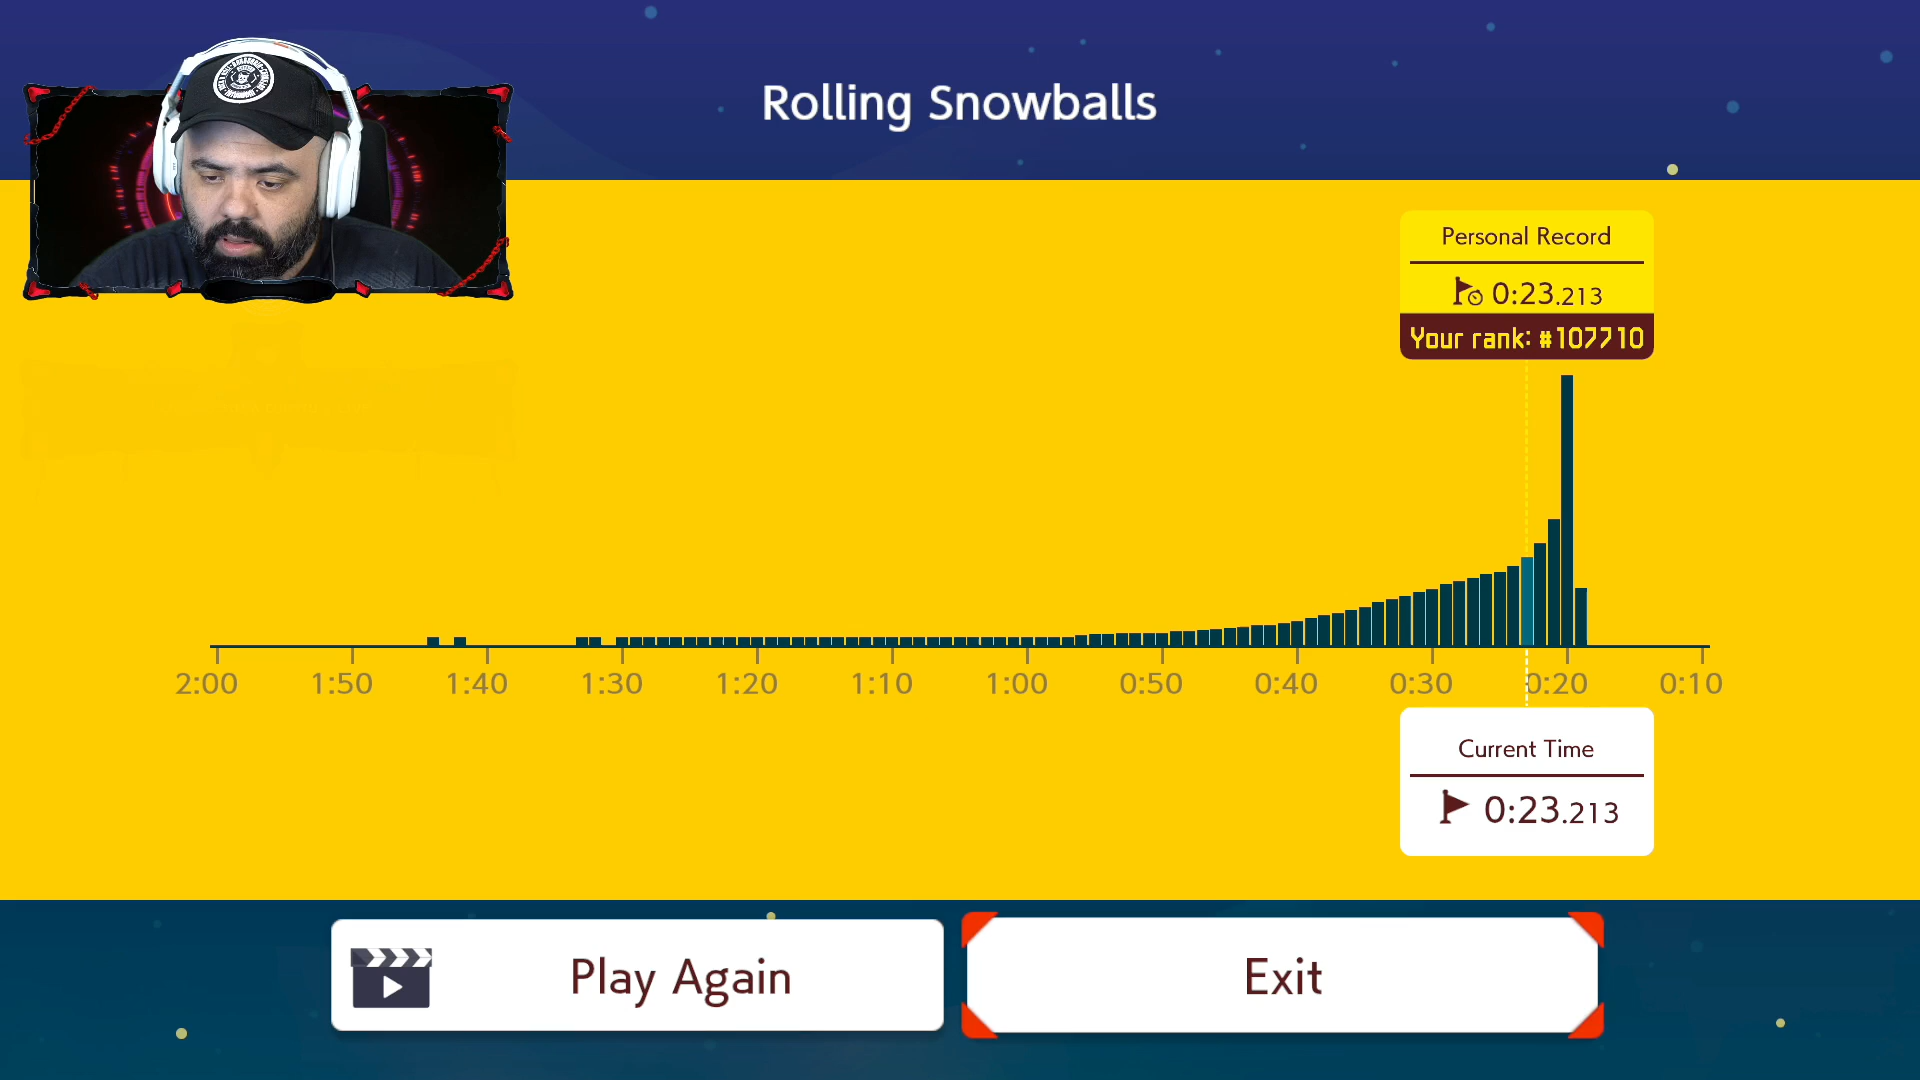 Rolling Snowballs
Personal Record
0:23.213
Your rank: #107710
2:00 1:50 1:40 1:30 1:20 1:10 1:00 0:50 0:40 0:30 0:20 0:10
Current Time
0:23.213
Play Again
Exit